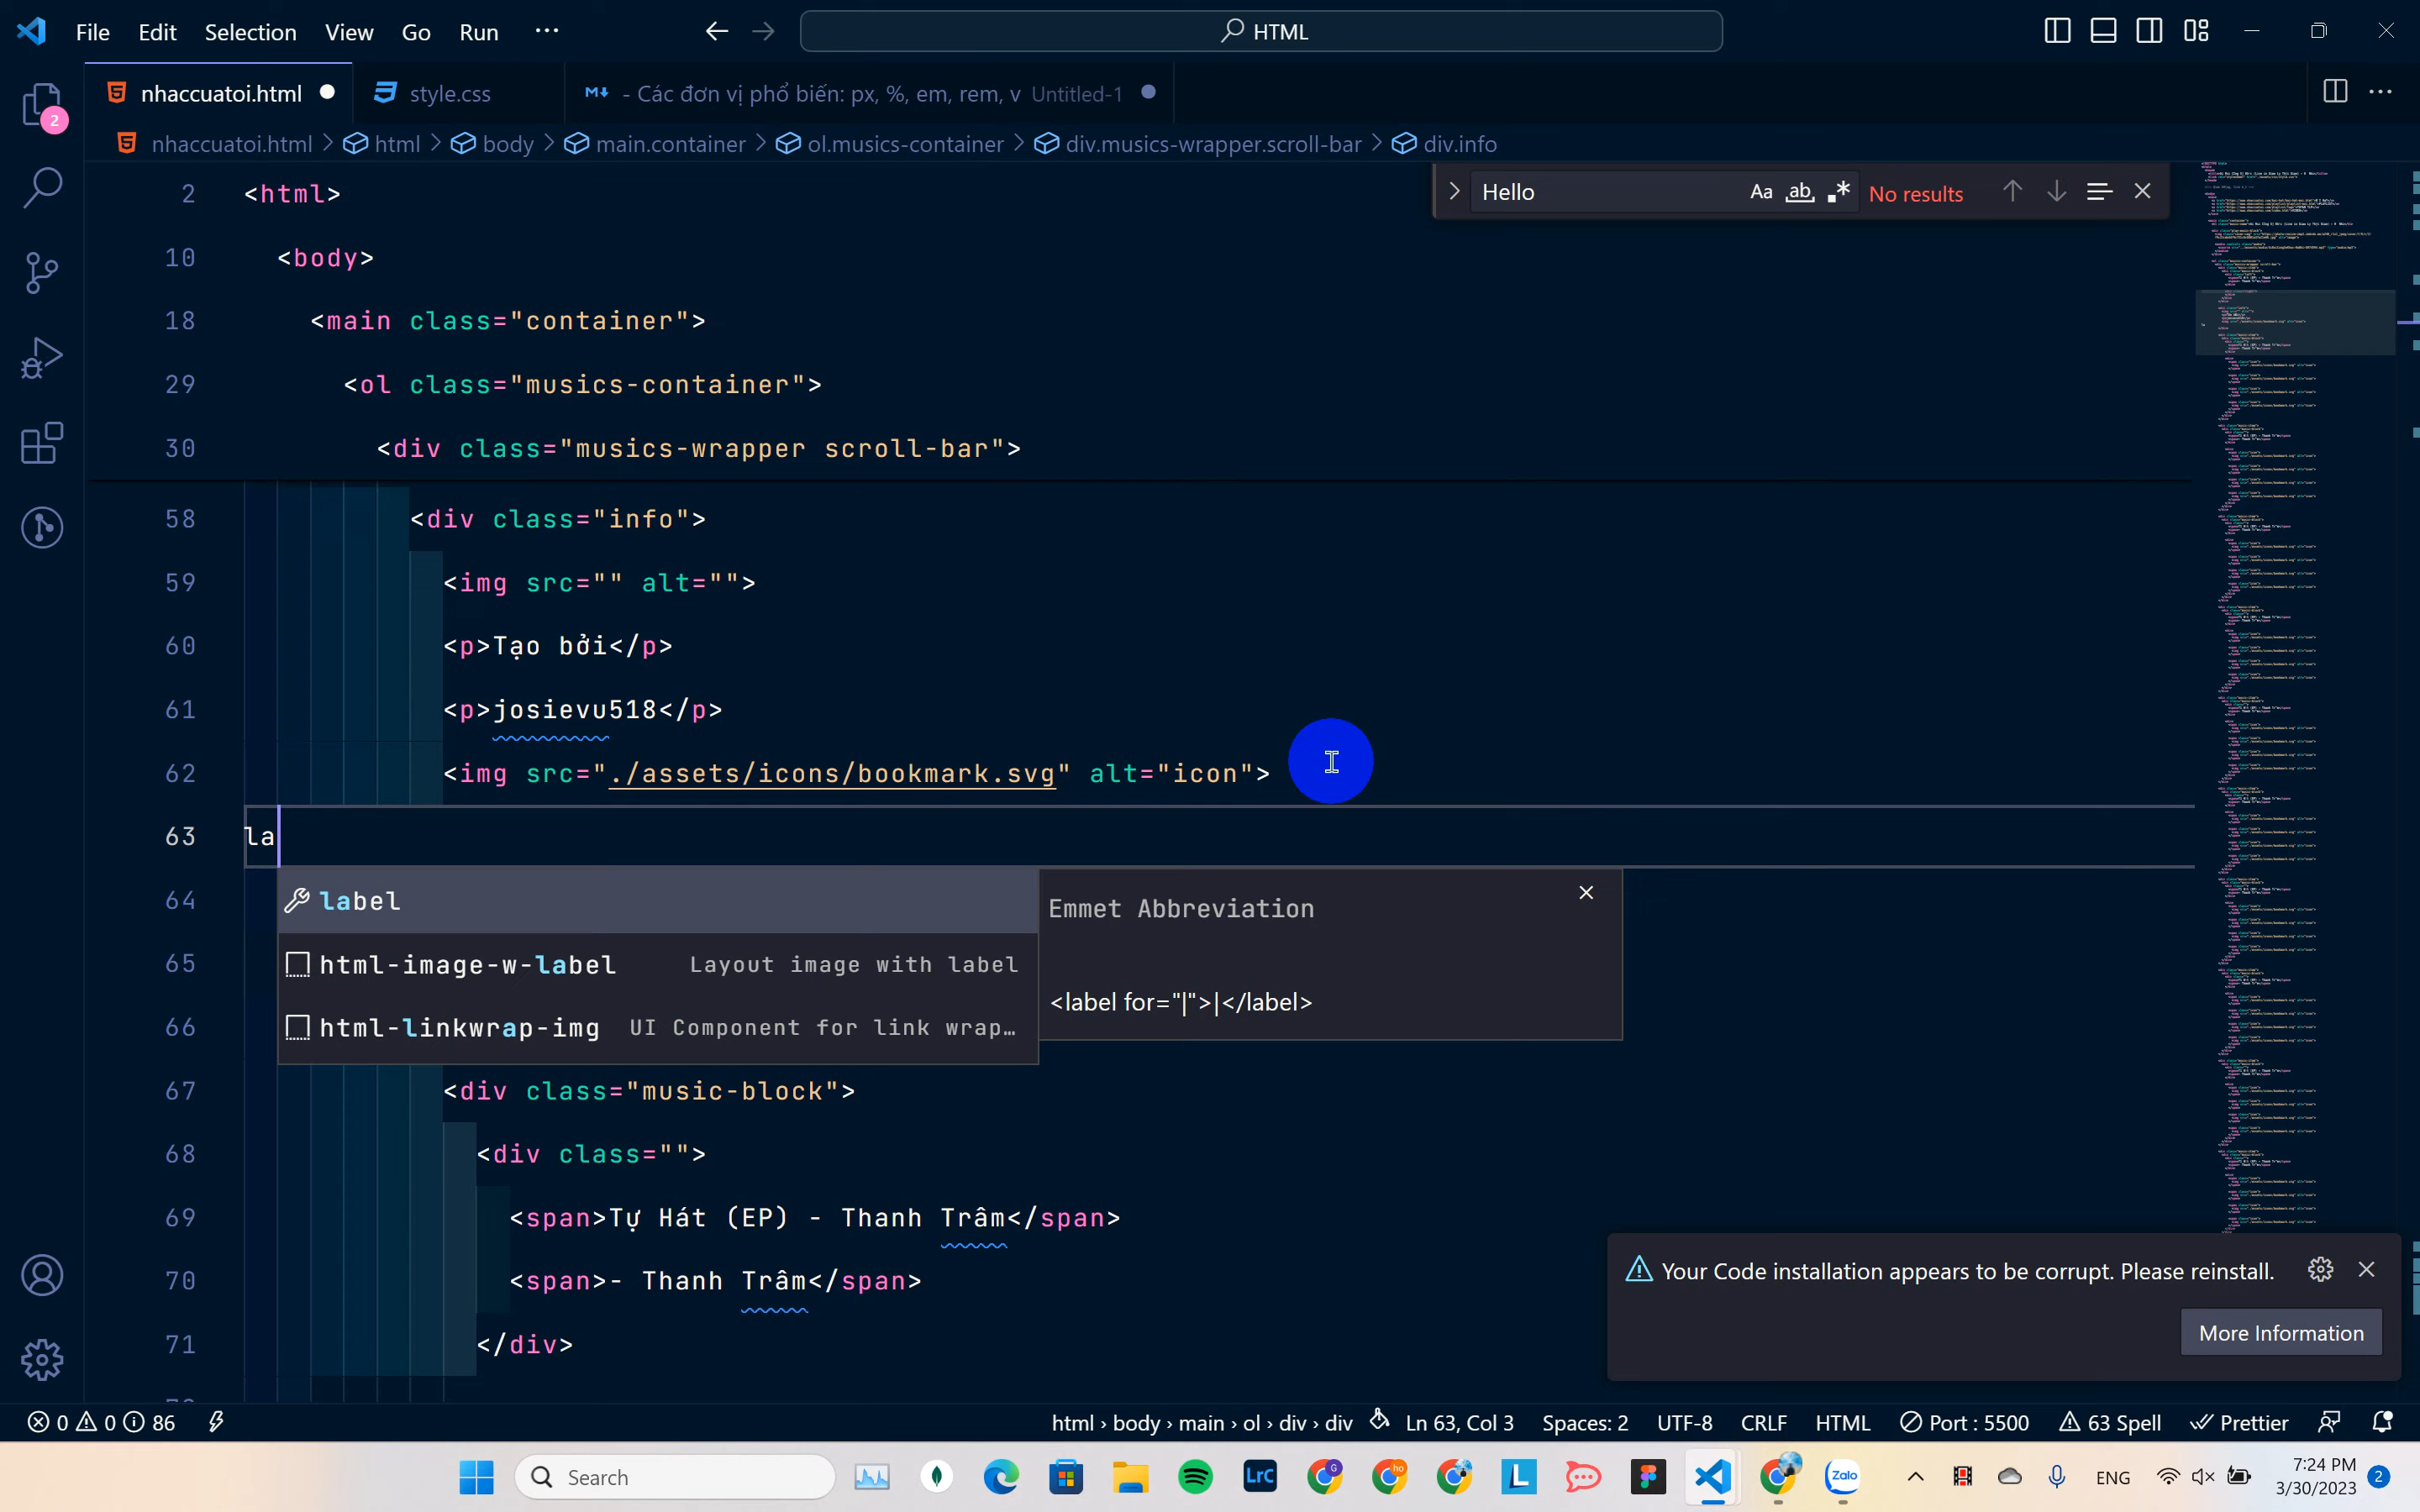 File Edit Selection View Go Run ··· HTML
nhaccuatoi.html style.css - Các đơn vị phổ biến: px, %, em, rem, v Untitled-1
2
nhaccuatoi.html > html > body > main.container > ol.musics-container > div.musics-wrapper.scroll-bar > div.info
Hello Aa ab .* No results
2 <html>
10 <body>
18 <main class="container">
29 <ol class="musics-container">
30 <div class="musics-wrapper scroll-bar">
58 <div class="info">
59 <img src="" alt="">
60 <p>Tạo bởi</p>
61 <p>josievu518</p>
62 <img src="./assets/icons/bookmark.svg" alt="icon">
63 la
64
65
66
label
html-image-w-label Layout image with label
html-linkwrap-img UI Component for link wrap…
Emmet Abbreviation
<label for="|">|</label>
67 <div class="music-block">
68 <div class="">
69 <span>Tự Hát (EP) - Thanh Trâm</span>
70 <span>- Thanh Trâm</span>
71 </div>
Your Code installation appears to be corrupt. Please reinstall.
More Information
0 0 86 html › body › main › ol › div › div Ln 63, Col 3 Spaces: 2 UTF-8 CRLF HTML Port : 5500 63 Spell Prettier
Search LrC G ho L Zalo ENG 7:24 PM 2
3/30/2023